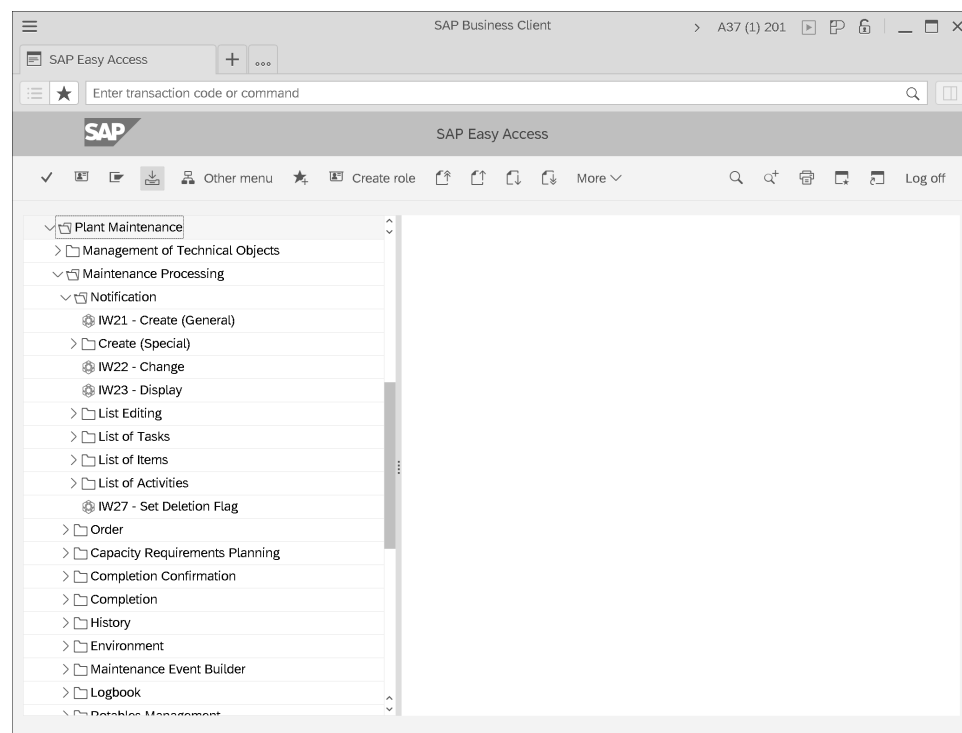 SAP Business Client
A37 (1) 201
SAP Easy Access
Enter transaction code or command
SAP
SAP Easy Access
Other menu
Create role
More
Log off
Plant Maintenance
Management of Technical Objects
Maintenance Processing
Notification
IW21 - Create (General)
Create (Special)
IW22 - Change
IW23 - Display
List Editing
List of Tasks
List of Items
List of Activities
IW27 - Set Deletion Flag
Order
Capacity Requirements Planning
Completion Confirmation
Completion
History
Environment
Maintenance Event Builder
Logbook
Rotables Management